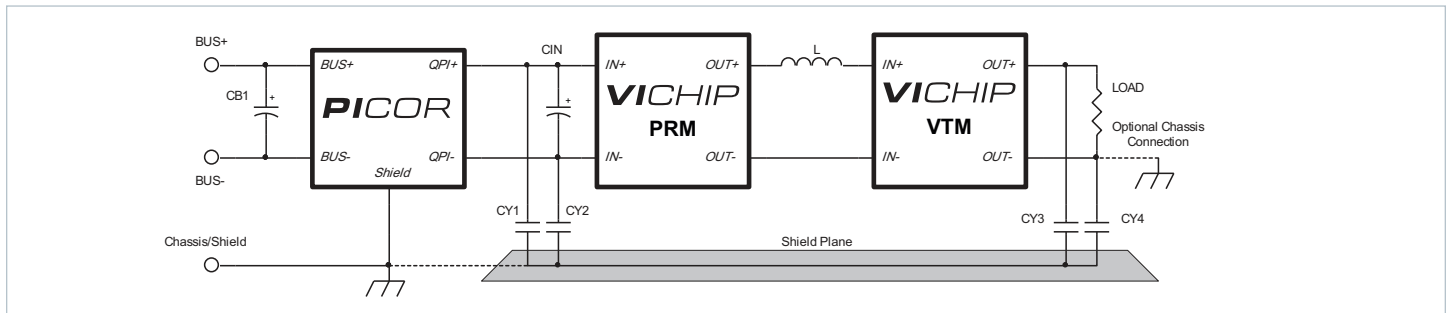 BUS+
CB1
+
BUS-
BUS+
QPI+
PICOR
BUS-
QPI-
Shield
CIN
+
CY1
CY2
IN+
OUT+
VICHIP
PRM
IN-
OUT-
L
IN+
OUT+
VICHIP
VTM
IN-
OUT-
LOAD
Optional Chassis
Connection
CY3
CY4
Chassis/Shield
Shield Plane